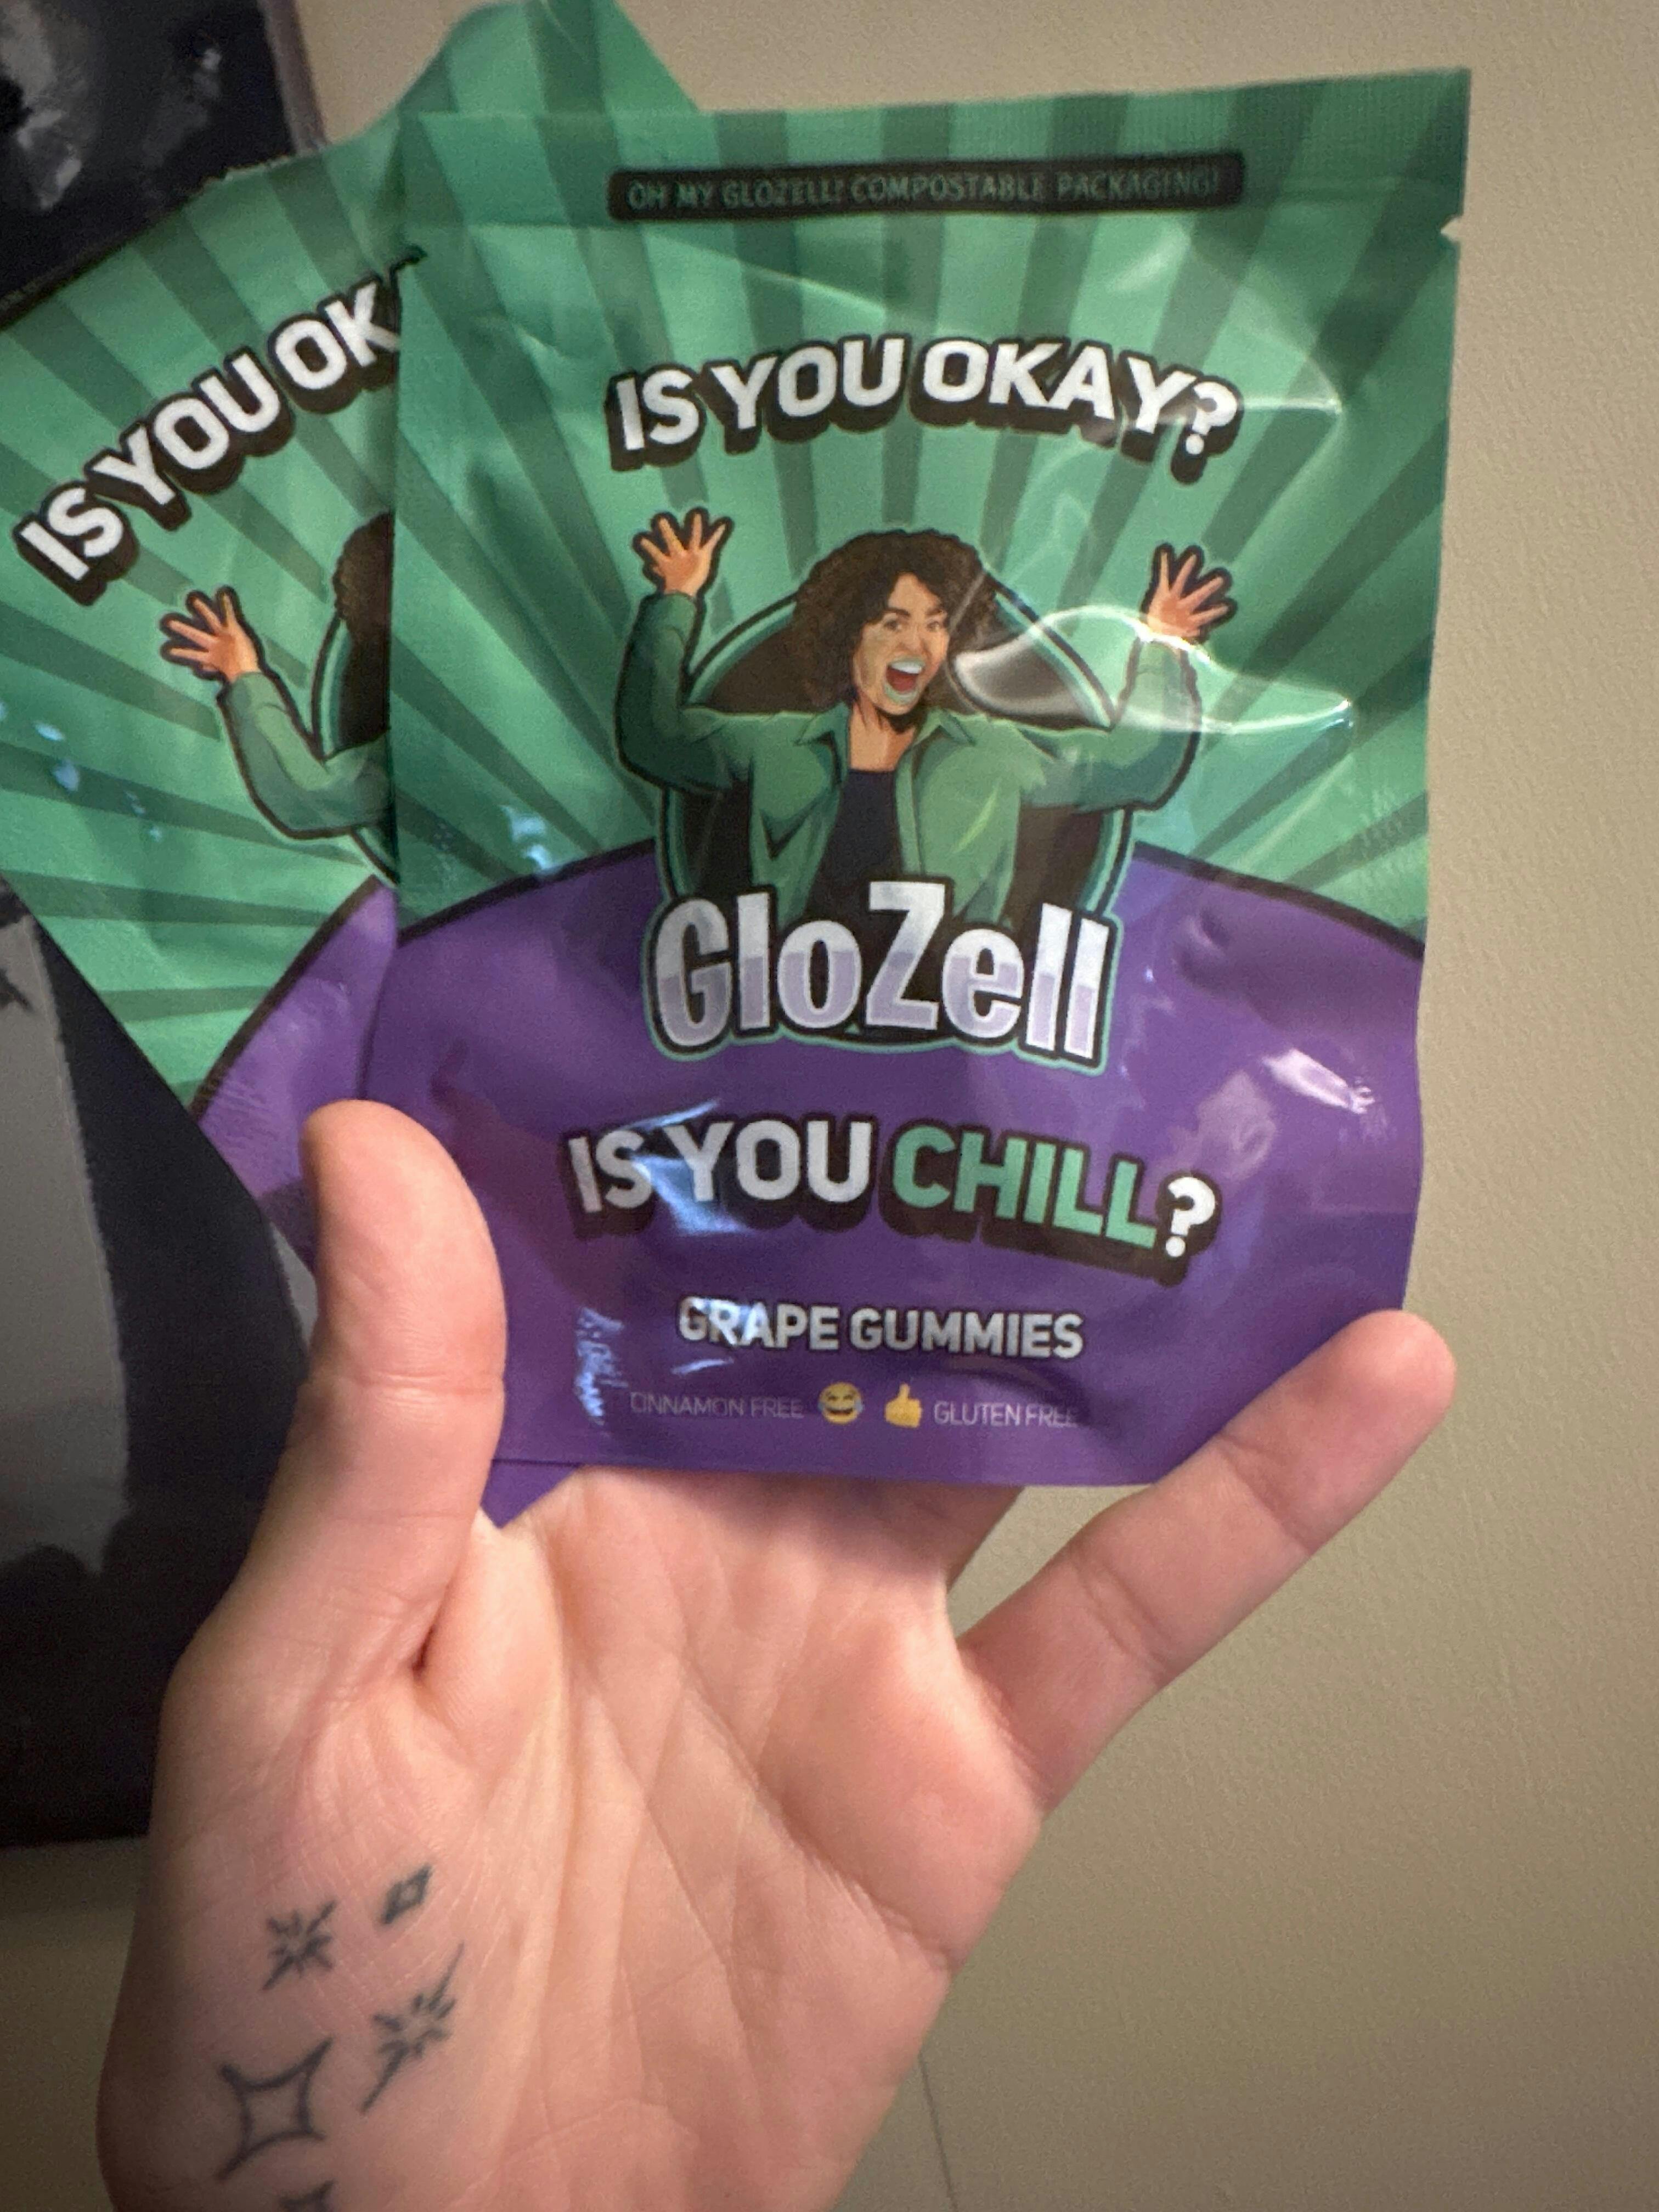 OH MY GLOZELL! COMPOSTABLE PACKAGING!
IS YOU OKAY?
GloZell
IS YOU CHILL?
GRAPE GUMMIES
CINNAMON FREE 😂 👍 GLUTEN FREE
IS YOU OK